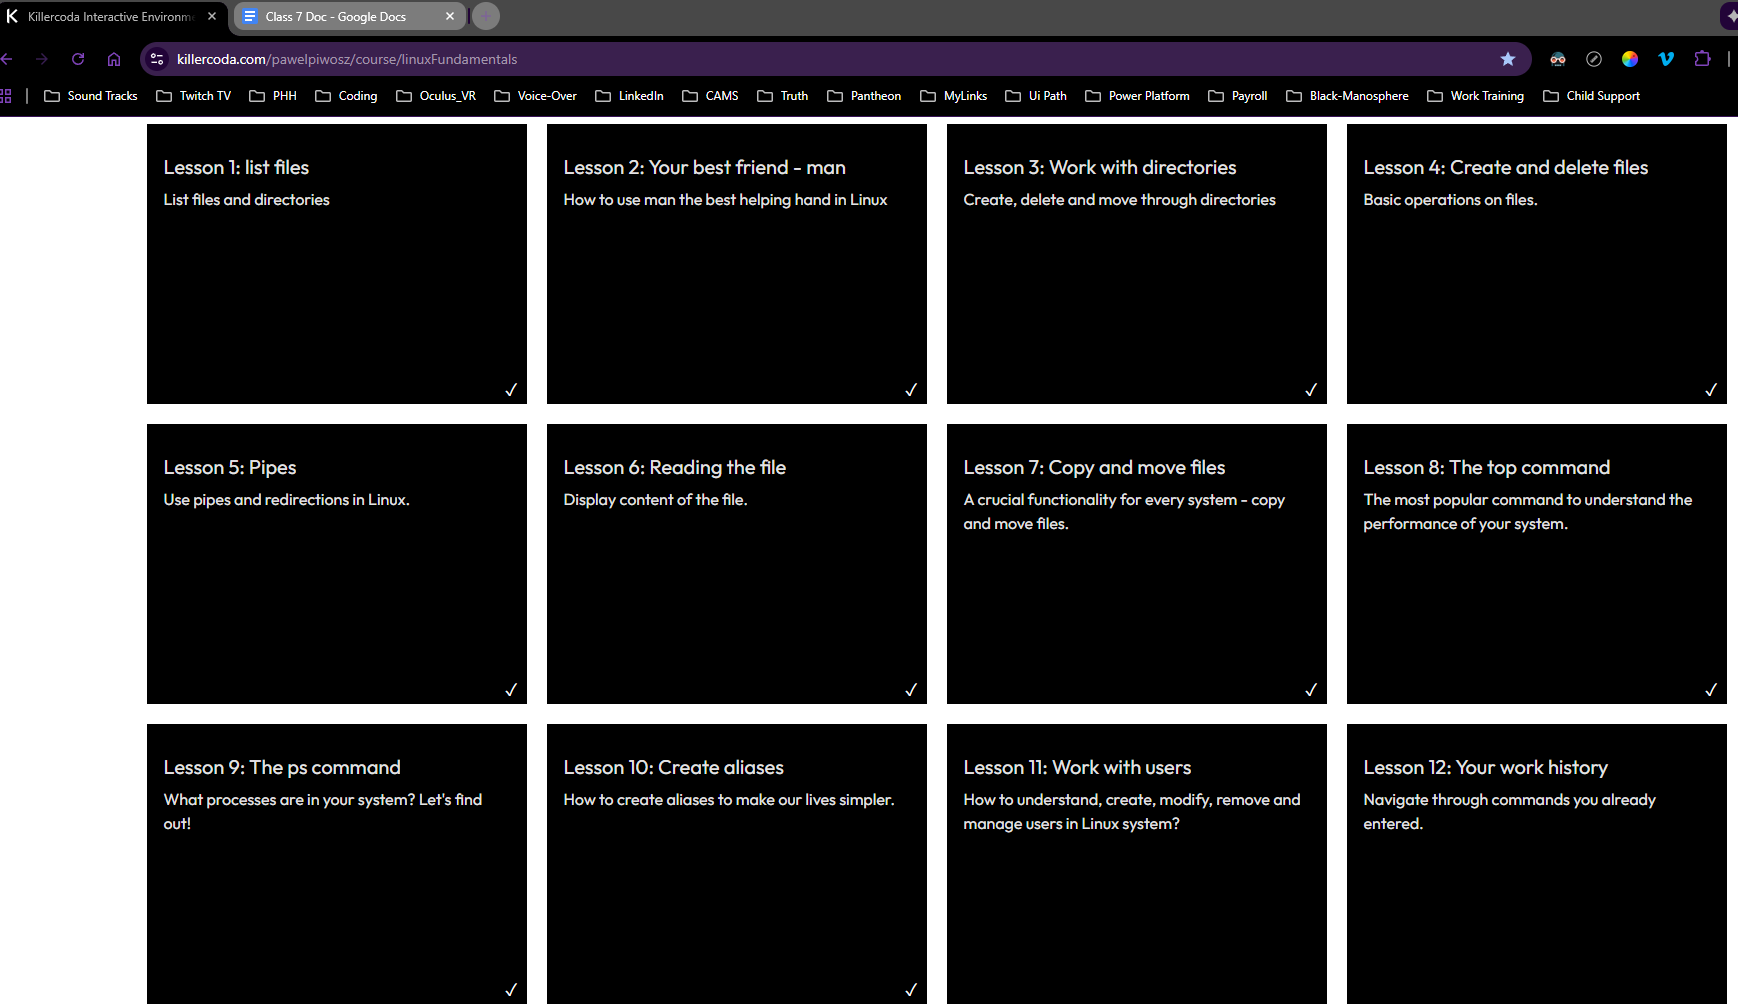 Killercoda Interactive Environm
Class 7 Doc - Google Docs
killercoda.com/pawelpiwosz/course/linuxFundamentals
Sound Tracks Twitch TV PHH Coding Oculus_VR Voice-Over LinkedIn CAMS Truth Pantheon MyLinks Ui Path Power Platform Payroll Black-Manosphere Work Training Child Support
Lesson 1: list files
List files and directories
Lesson 2: Your best friend - man
How to use man the best helping hand in Linux
Lesson 3: Work with directories
Create, delete and move through directories
Lesson 4: Create and delete files
Basic operations on files.
Lesson 5: Pipes
Use pipes and redirections in Linux.
Lesson 6: Reading the file
Display content of the file.
Lesson 7: Copy and move files
A crucial functionality for every system - copy
and move files.
Lesson 8: The top command
The most popular command to understand the
performance of your system.
Lesson 9: The ps command
What processes are in your system? Let's find
out!
Lesson 10: Create aliases
How to create aliases to make our lives simpler.
Lesson 11: Work with users
How to understand, create, modify, remove and
manage users in Linux system?
Lesson 12: Your work history
Navigate through commands you already
entered.